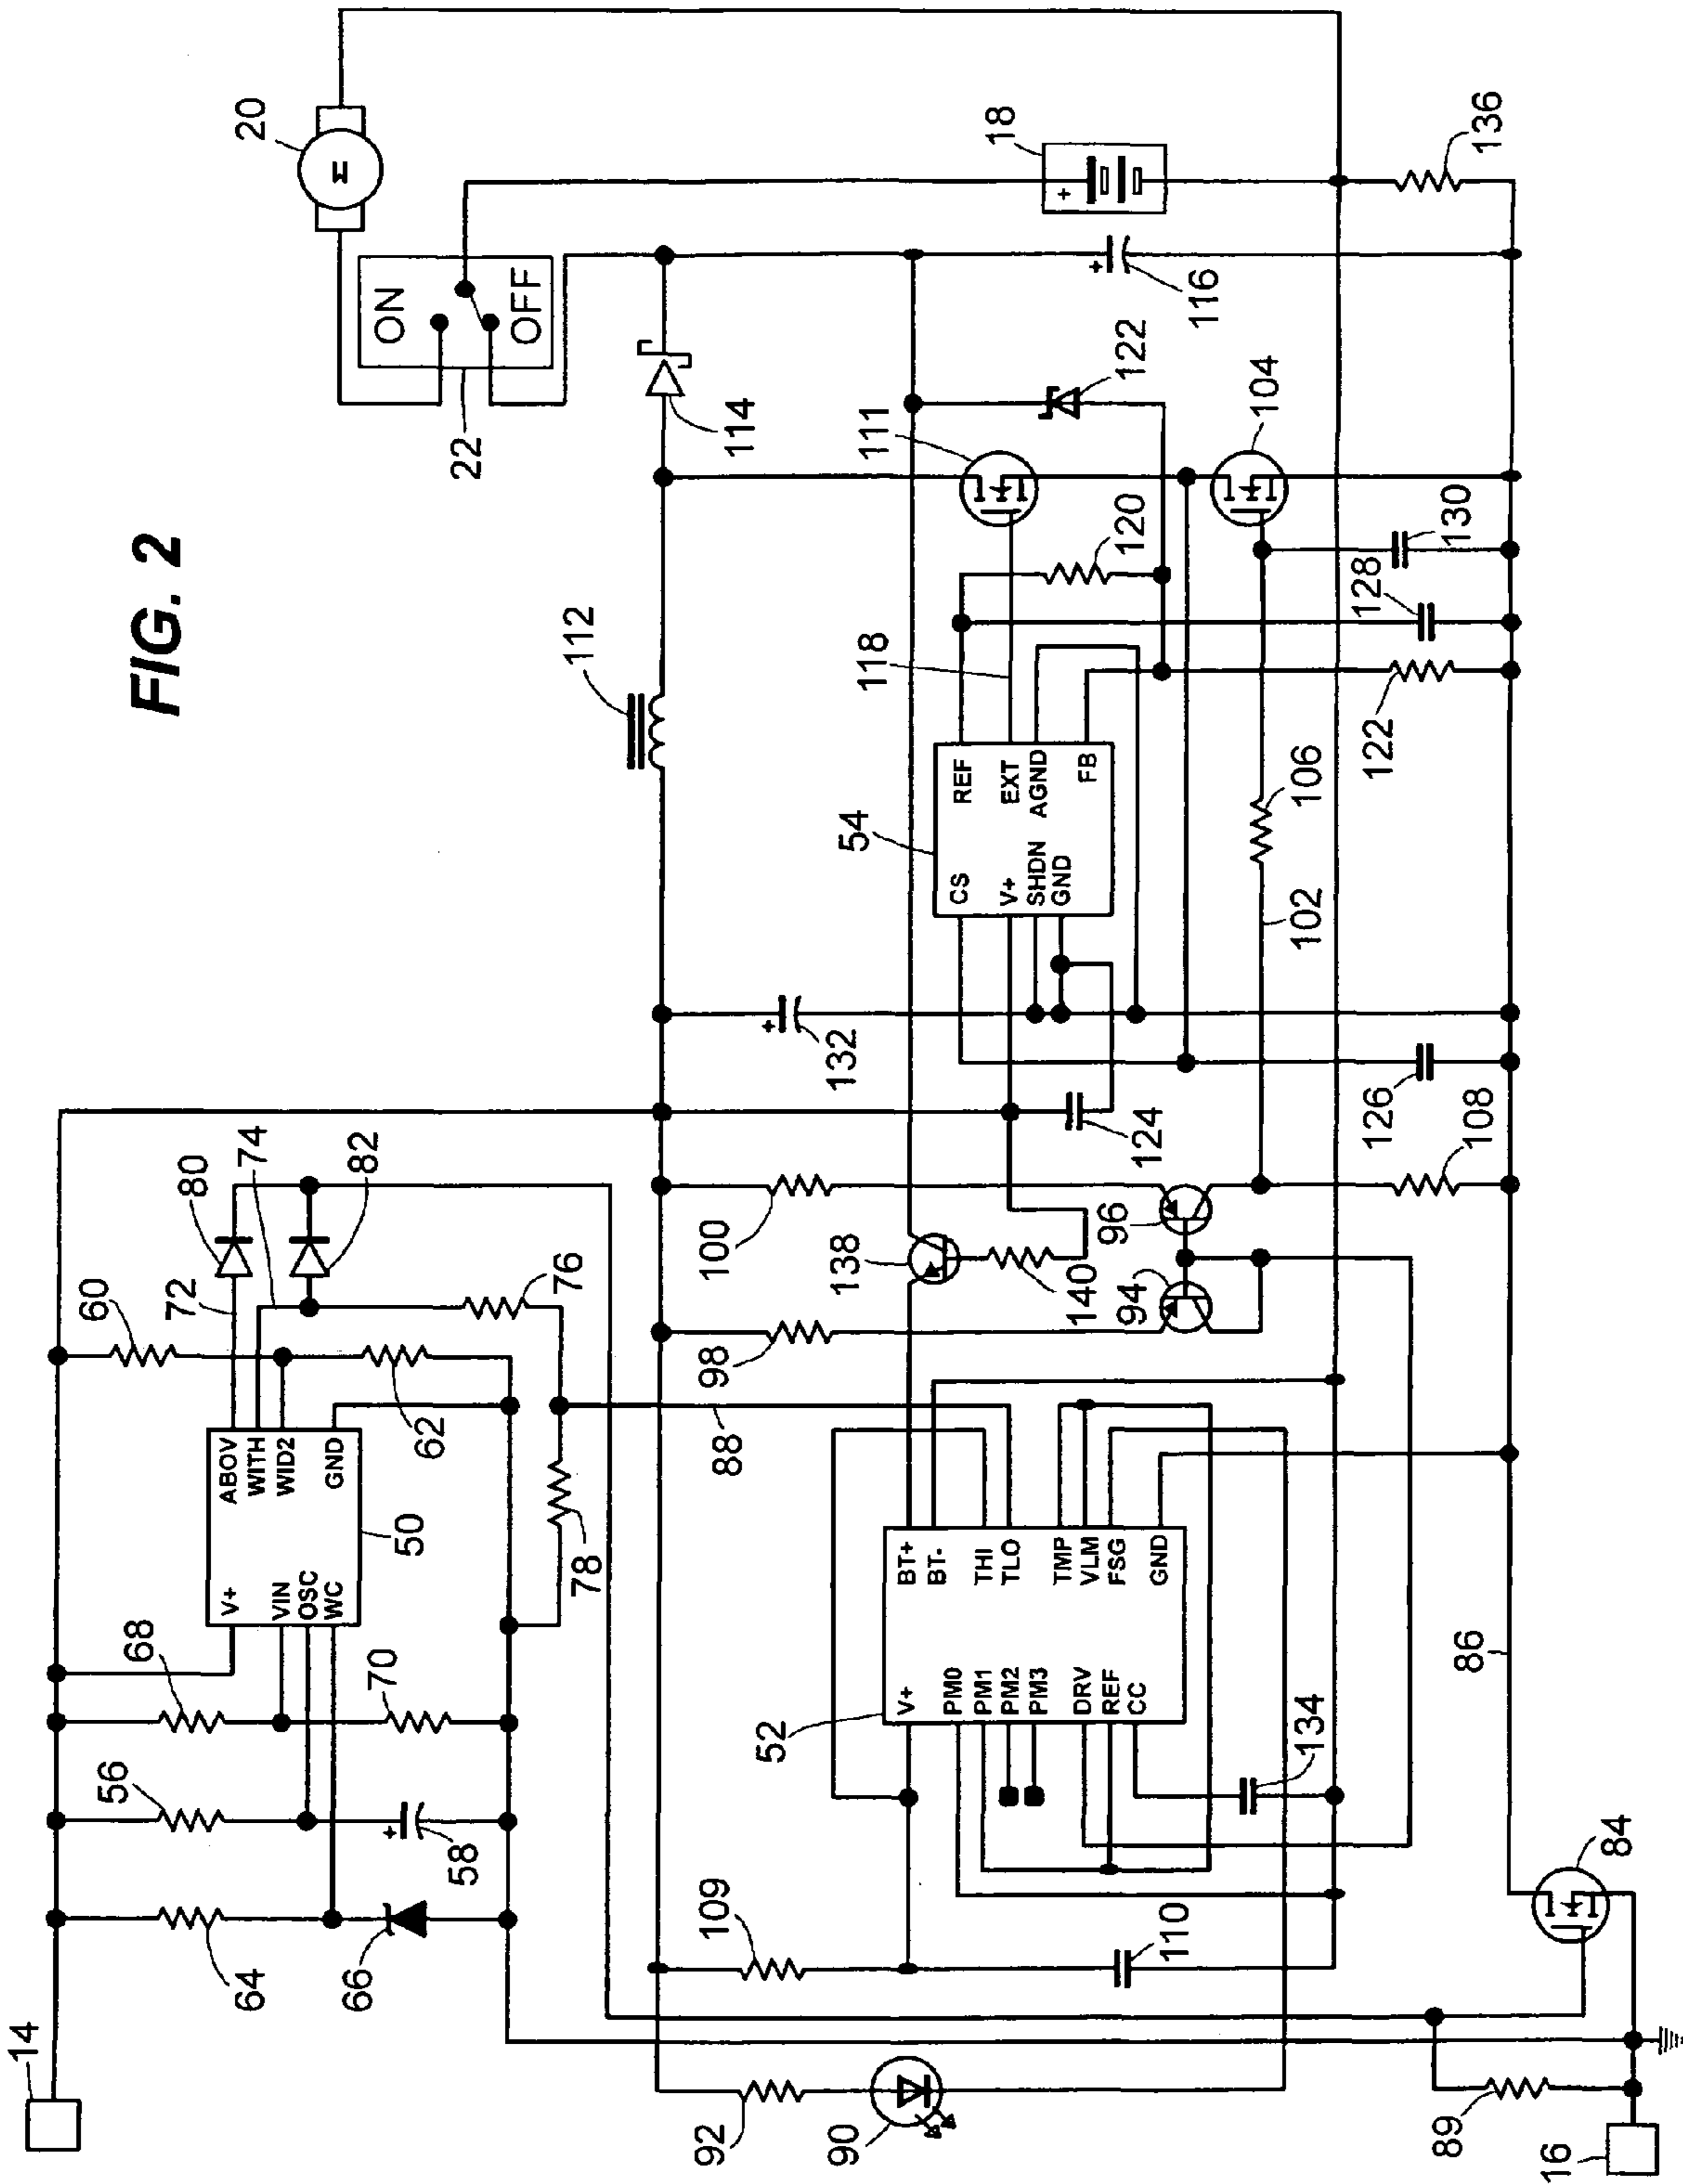 FIG. 2
14
64
66
56
58
68
70
V+
VIN
OSC
WC
ABOV
WITH
WID2
GND
50
60
62
72
74
80
82
76
78
88
20
M
ON
OFF
22
112
114
18
+
136
116
+
122
111
104
120
118
130
128
122
106
102
54
CS
V+
SHDN
GND
REF
EXT
AGND
FB
132
+
124
126
108
100
98
138
140
96
94
52
V+
PM0
PM1
PM2
PM3
DRV
REF
CC
BT+
BT-
THI
TLO
TMP
VLM
FSG
GND
134
109
110
92
90
86
84
89
16
+